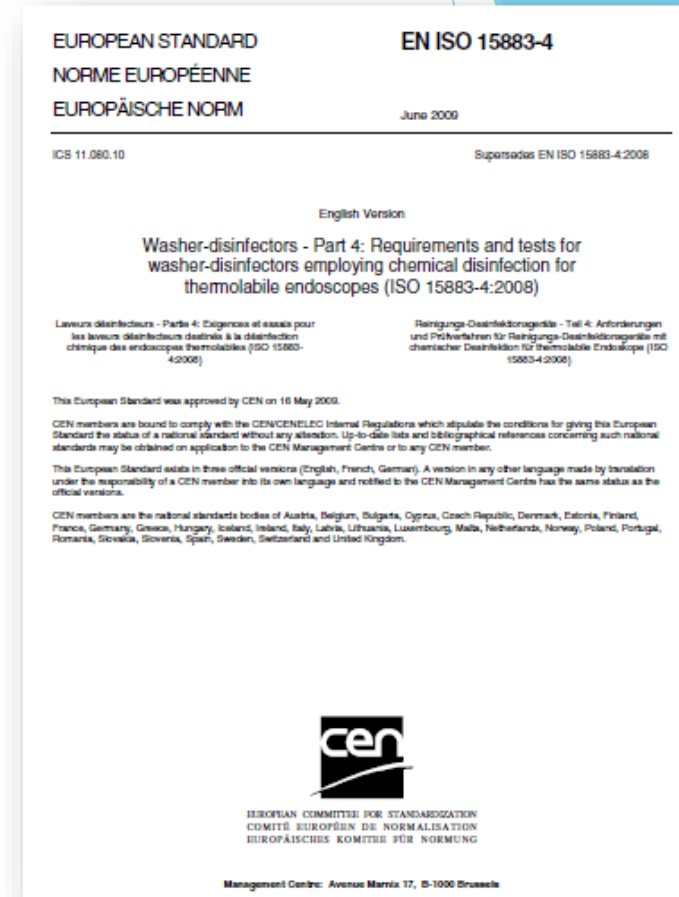 EUROPEAN STANDARD
NORME EUROPÉENNE
EUROPÄISCHE NORM
EN ISO 15883-4
June 2009
ICS 11.080.10
Supersedes EN ISO 15883-4:2008
English Version
Washer-disinfectors - Part 4: Requirements and tests for
washer-disinfectors employing chemical disinfection for
thermolabile endoscopes (ISO 15883-4:2008)
Laveurs désinfecteurs - Partie 4: Exigences et essais pour
les laveurs désinfecteurs destinés à la désinfection
chimique des endoscopes thermolabiles (ISO 15883-
4:2008)
Reinigungs-Desinfektionsgeräte - Teil 4: Anforderungen
und Prüfverfahren für Reinigungs-Desinfektionsgeräte mit
chemischer Desinfektion für thermolabile Endoskope (ISO
15883-4:2008)
This European Standard was approved by CEN on 16 May 2009.
CEN members are bound to comply with the CEN/CENELEC Internal Regulations which stipulate the conditions for giving this European
Standard the status of a national standard without any alteration. Up-to-date lists and bibliographical references concerning such national
standards may be obtained on application to the CEN Management Centre or to any CEN member.
This European Standard exists in three official versions (English, French, German). A version in any other language made by translation
under the responsibility of a CEN member into its own language and notified to the CEN Management Centre has the same status as the
official versions.
CEN members are the national standards bodies of Austria, Belgium, Bulgaria, Cyprus, Czech Republic, Denmark, Estonia, Finland,
France, Germany, Greece, Hungary, Iceland, Ireland, Italy, Latvia, Lithuania, Luxembourg, Malta, Netherlands, Norway, Poland, Portugal,
Romania, Slovakia, Slovenia, Spain, Sweden, Switzerland and United Kingdom.
cen
EUROPEAN COMMITTEE FOR STANDARDIZATION
COMITÉ EUROPÉEN DE NORMALISATION
EUROPÄISCHES KOMITEE FÜR NORMUNG
Management Centre: Avenue Marnix 17, B-1000 Brussels